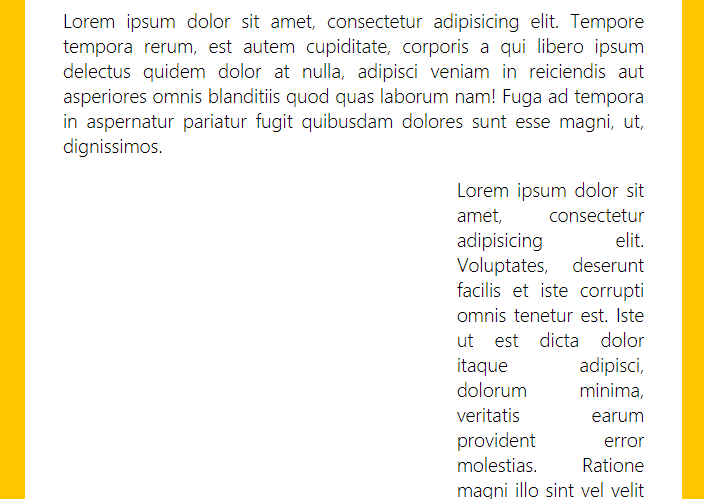 Lorem ipsum dolor sit amet, consectetur adipisicing elit. Tempore
tempora rerum, est autem cupiditate, corporis a qui libero ipsum
delectus quidem dolor at nulla, adipisci veniam in reiciendis aut
asperiores omnis blanditiis quod quas laborum nam! Fuga ad tempora
in aspernatur pariatur fugit quibusdam dolores sunt esse magni, ut,
dignissimos.
Lorem ipsum dolor sit
amet, consectetur
adipisicing elit.
Voluptates, deserunt
facilis et iste corrupti
omnis tenetur est. Iste
ut est dicta dolor
itaque adipisci,
dolorum minima,
veritatis earum
provident error
molestias. Ratione
magni illo sint vel velit